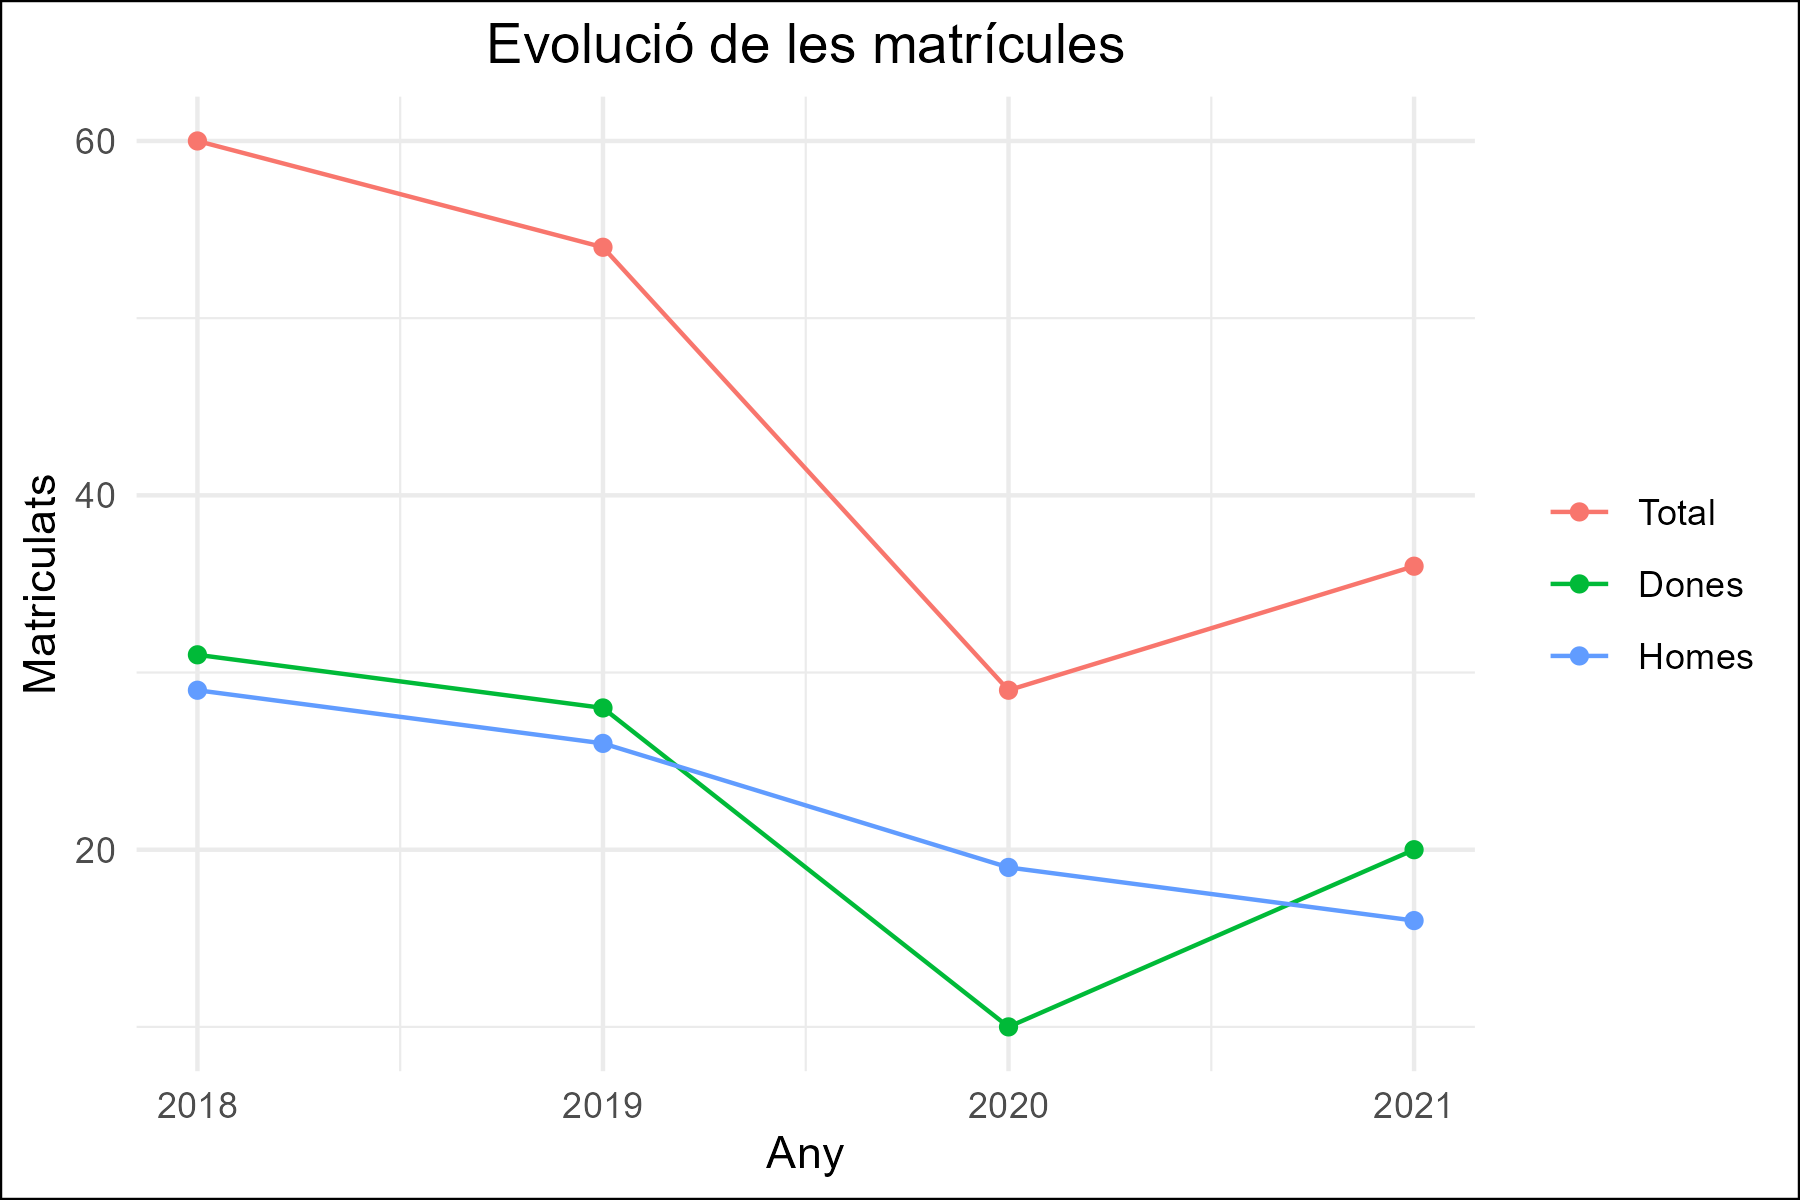 Evolució de les matrícules
60
40
20
Matriculats
2018 2019 2020 2021
Any
Total
Dones
Homes